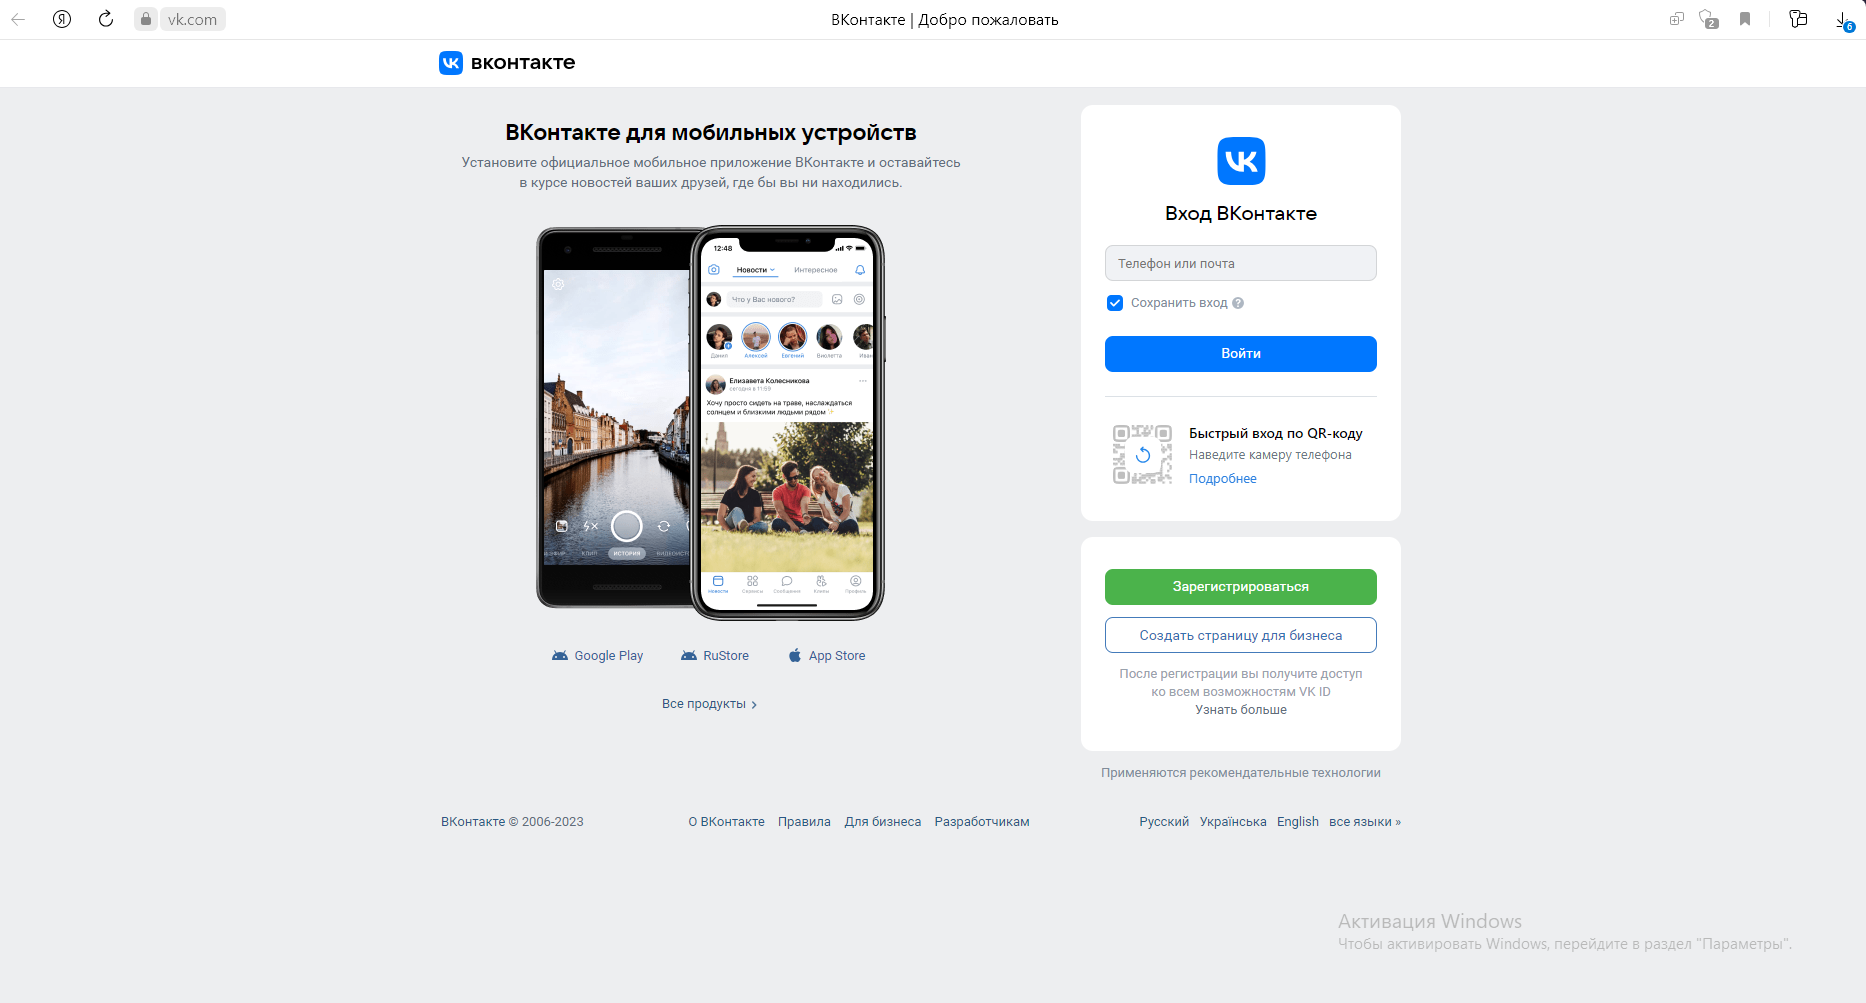 vk.com
ВКонтакте | Добро пожаловать
2
6
вконтакте
ВКонтакте для мобильных устройств
Установите официальное мобильное приложение ВКонтакте и оставайтесь
в курсе новостей ваших друзей, где бы вы ни находились.
12:48
Новости
Интересное
Что у Вас нового?
Алексей
Евгений
Виолетта
Елизавета Колесникова
сегодня в 11:59
Хочу просто сидеть на траве, наслаждаться
солнцем и близкими людьми рядом
КЛИП
ИСТОРИЯ
Новости
Сервисы
Сообщения
Клипы
Профиль
Google Play
RuStore
App Store
Все продукты
Вход ВКонтакте
Телефон или почта
Сохранить вход
Войти
Быстрый вход по QR-коду
Наведите камеру телефона
Подробнее
Зарегистрироваться
Создать страницу для бизнеса
После регистрации вы получите доступ
ко всем возможностям VK ID
Узнать больше
Применяются рекомендательные технологии
ВКонтакте © 2006-2023
О ВКонтакте
Правила
Для бизнеса
Разработчикам
Русский
Українська
English
все языки »
Активация Windows
Чтобы активировать Windows, перейдите в раздел "Параметры".